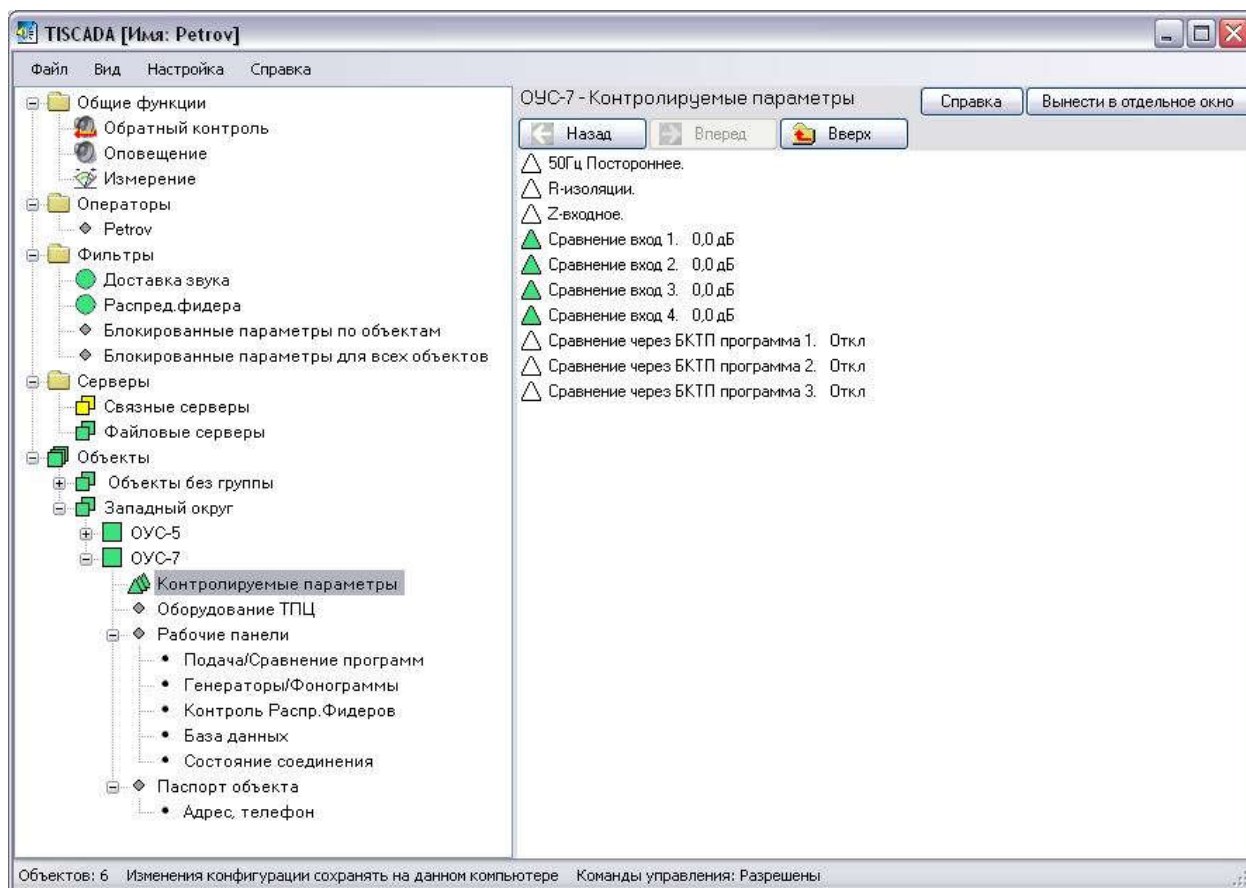 TISCADA [Имя: Petrov]
Файл Вид Настройка Справка
Общие функции
Обратный контроль
Оповещение
Измерение
Операторы
Petrov
Фильтры
Доставка звука
Распред.фидера
Блокированные параметры по объектам
Блокированные параметры для всех объектов
Серверы
Связные серверы
Файловые серверы
Объекты
Объекты без группы
Западный округ
ОУС-5
ОУС-7
Контролируемые параметры
Оборудование ТПЦ
Рабочие панели
Подача/Сравнение программ
Генераторы/Фонограммы
Контроль Распр.Фидеров
База данных
Состояние соединения
Паспорт объекта
Адрес, телефон
ОУС-7 - Контролируемые параметры Справка Вынести в отдельное окно
Назад Вперед Вверх
50Гц Постороннее.
R-изоляции.
Z-входное.
Сравнение вход 1. 0,0 дБ
Сравнение вход 2. 0,0 дБ
Сравнение вход 3. 0,0 дБ
Сравнение вход 4. 0,0 дБ
Сравнение через БКТП программа 1. Откл
Сравнение через БКТП программа 2. Откл
Сравнение через БКТП программа 3. Откл
Объектов: 6 Изменения конфигурации сохранять на данном компьютере Команды управления: Разрешены